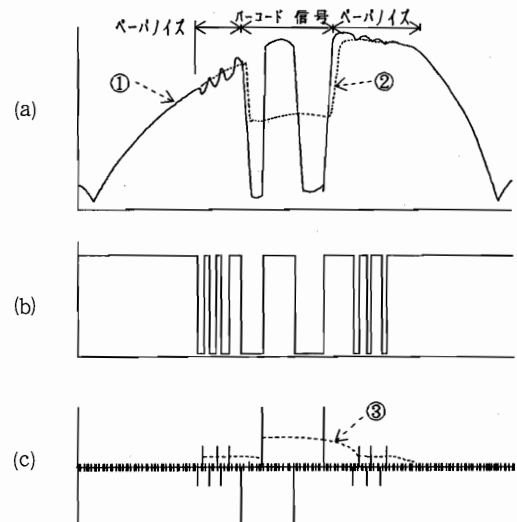 ペーパノイズ バーコード 信号 ペーパノイズ
①
②
(a)
(b)
③
(c)